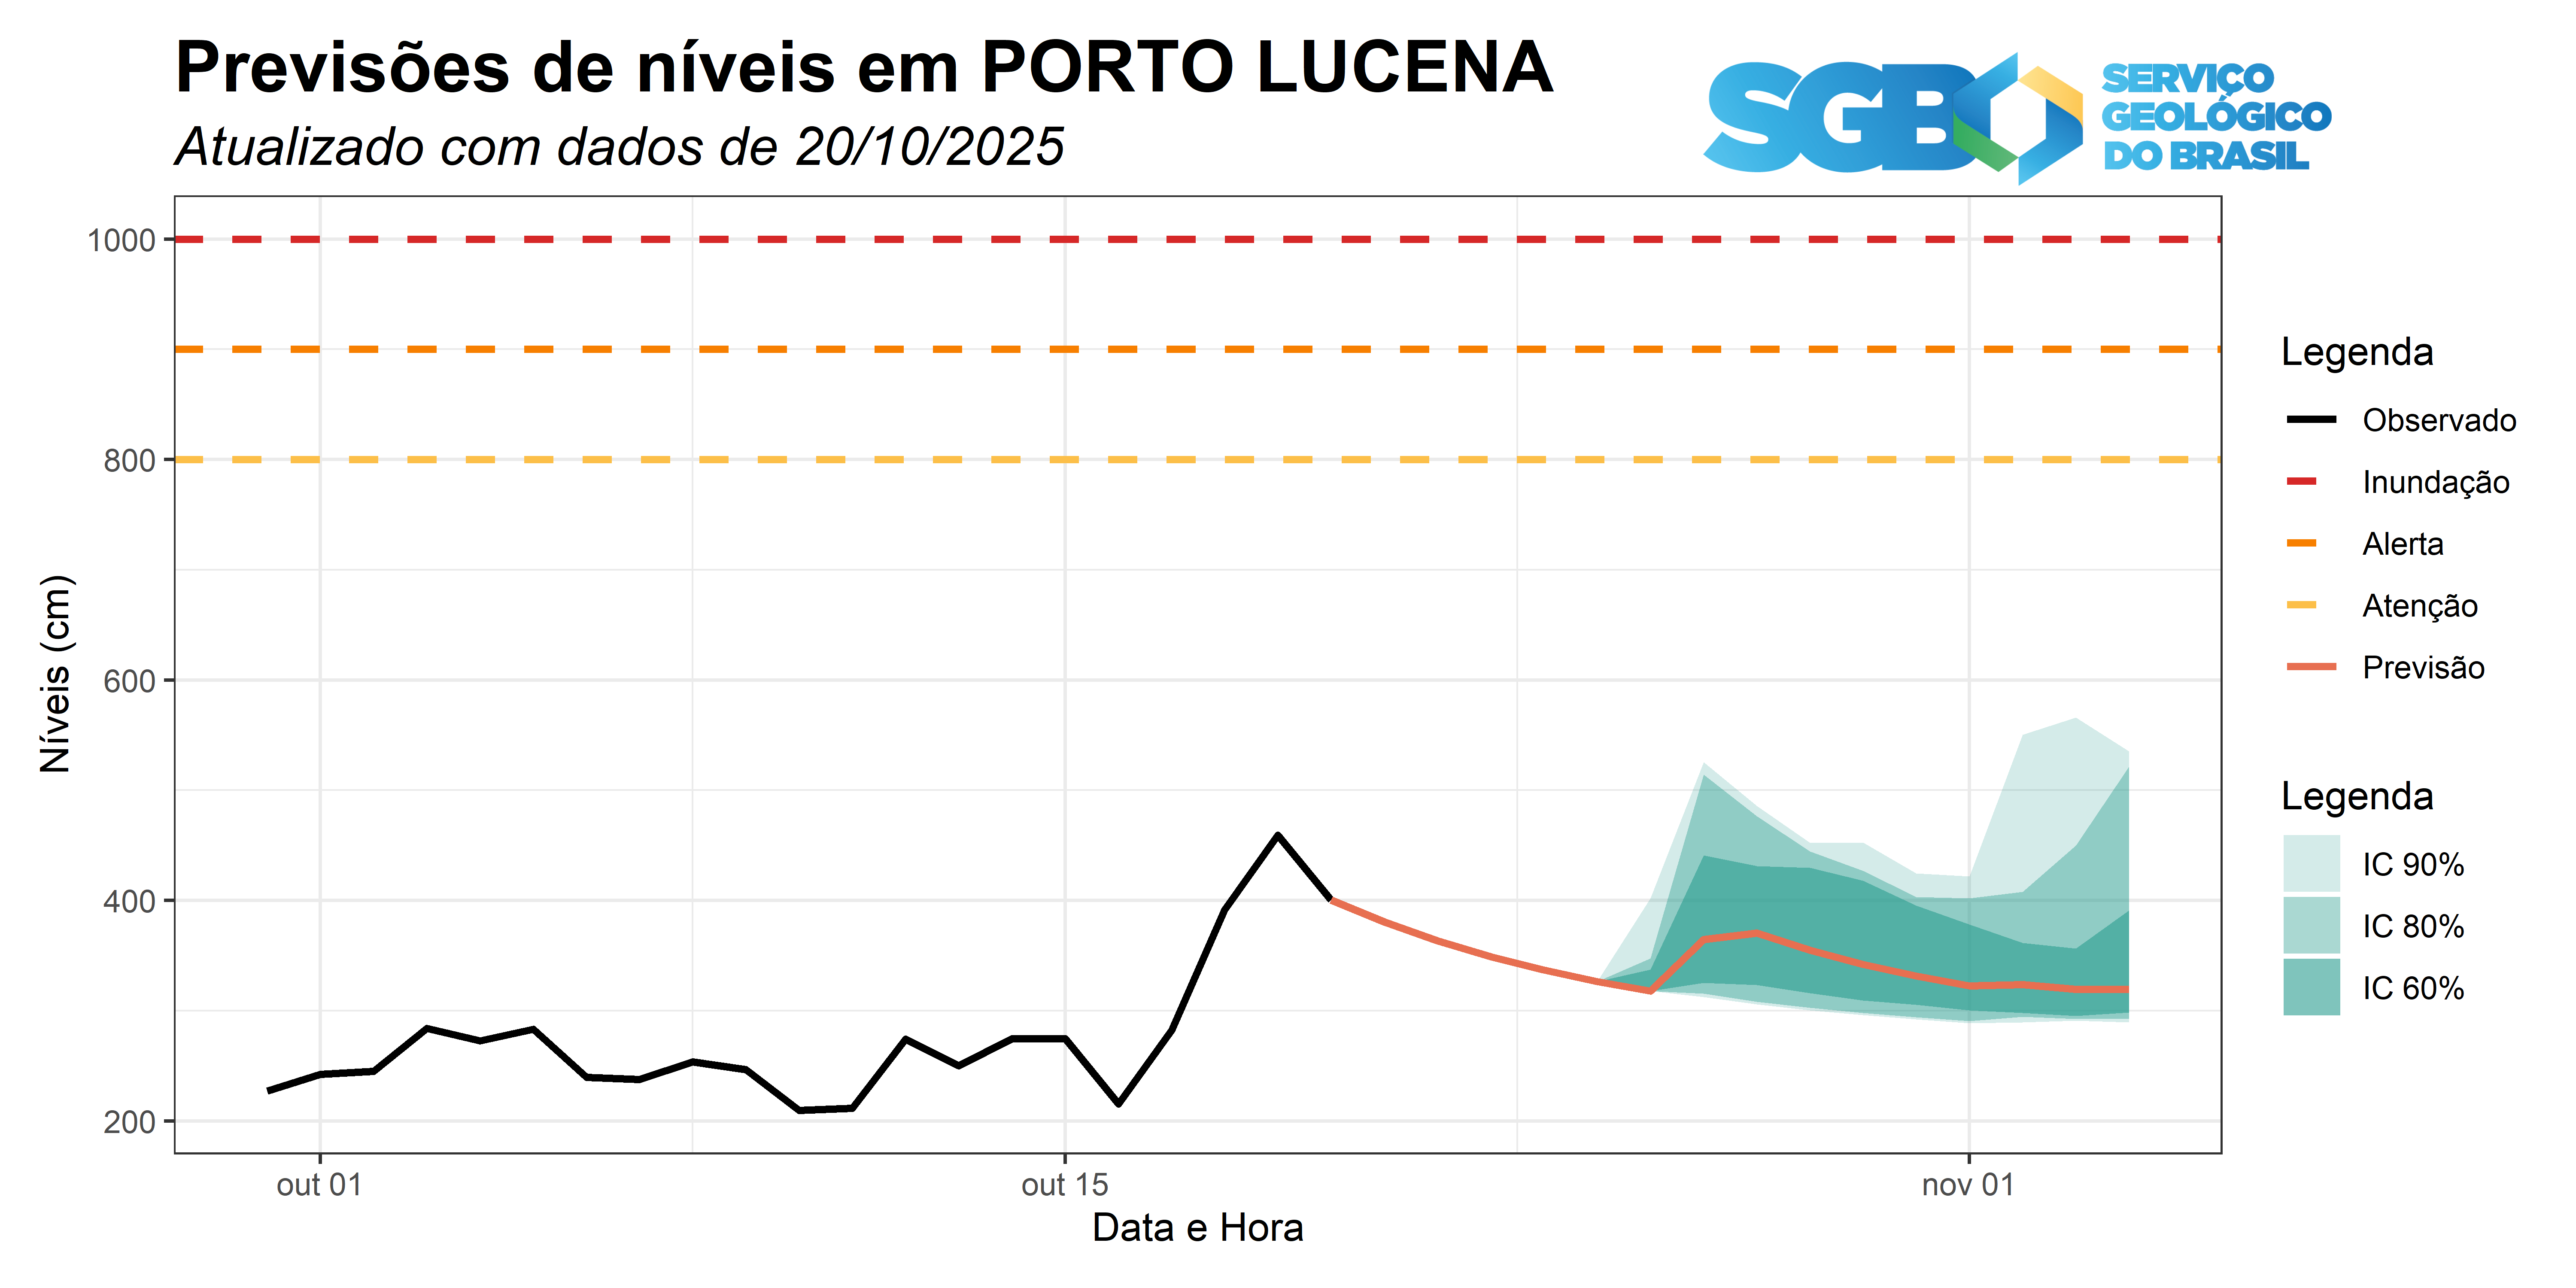 Previsões de níveis em PORTO LUCENA
Atualizado com dados de 20/10/2025
SGB
SERVIÇO
GEOLÓGICO
DO BRASIL
1000
800
600
400
200
Níveis (cm)
out 01
out 15
nov 01
Data e Hora
Legenda
Observado
Inundação
Alerta
Atenção
Previsão
Legenda
IC 90%
IC 80%
IC 60%